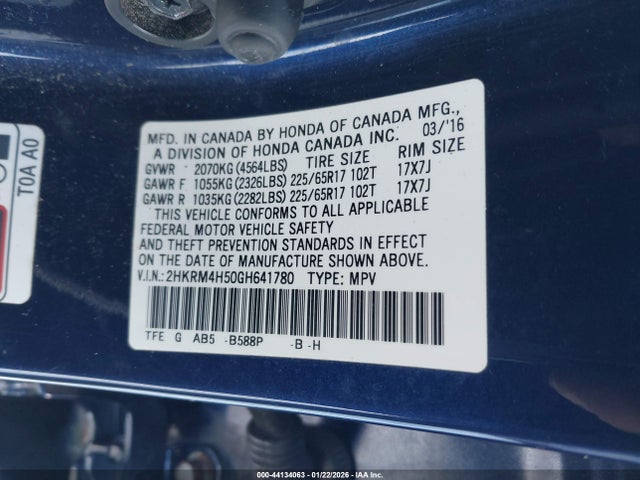 MFD. IN CANADA BY HONDA OF CANADA MFG.,
A DIVISION OF HONDA CANADA INC. 03/'16
GVWR 2070KG (4564LBS) TIRE SIZE RIM SIZE
GAWR F 1055KG (2326LBS) 225/65R17 102T 17X7J
GAWR R 1035KG (2282LBS) 225/65R17 102T 17X7J
THIS VEHICLE CONFORMS TO ALL APPLICABLE
FEDERAL MOTOR VEHICLE SAFETY
AND THEFT PREVENTION STANDARDS IN EFFECT
ON THE DATE OF MANUFACTURE SHOWN ABOVE.
V.I.N.: 2HKRM4H50GH641780 TYPE: MPV
TFE G AB5 -B588P -B -H
T0A A0
000-44134063 - 01/22/2026 - IAA Inc.